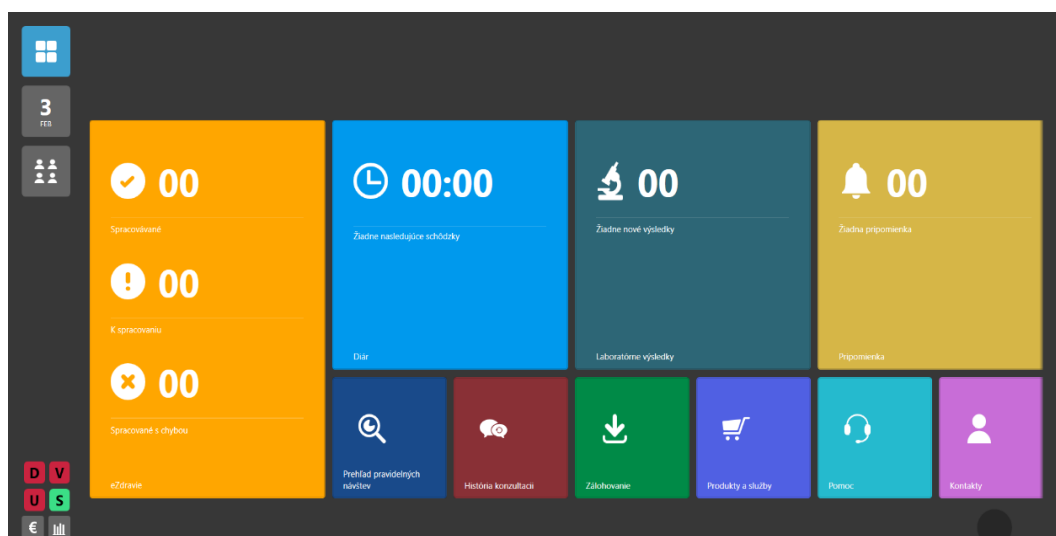 3
FEB
00
Spracovávané
00
K spracovaniu
00
Spracované s chybou
eZdravie
00:00
Žiadne nasledujúce schôdzky
Diár
00
Žiadne nové výsledky
Laboratórne výsledky
00
Žiadna pripomienka
Pripomienka
Prehľad pravidelných
návštev
História konzultacií
Zálohovanie
Produkty a služby
Pomoc
Kontakty
D V
U S
€